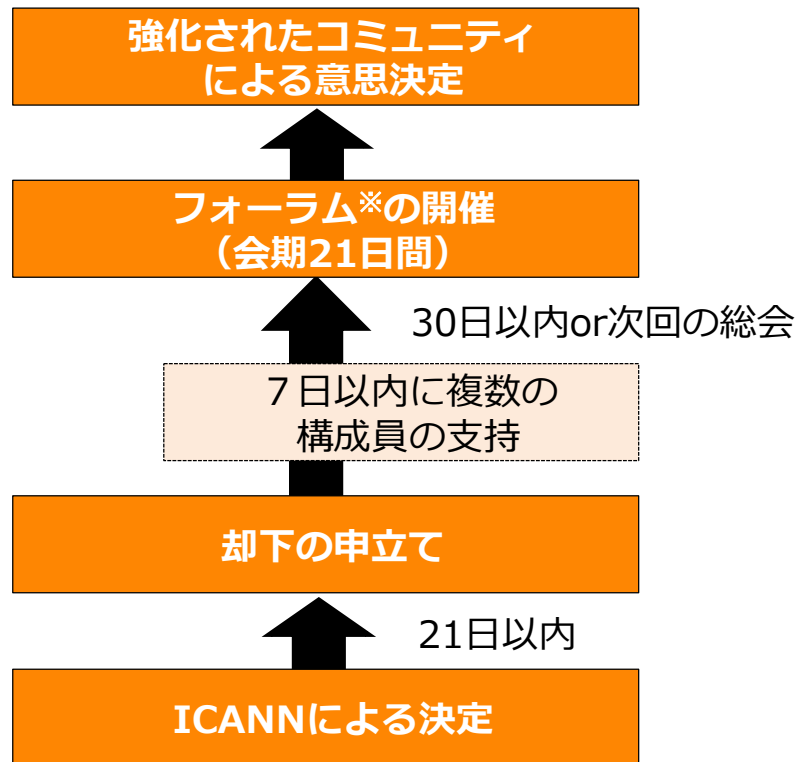 強化されたコミュニティ
による意思決定
フォーラム※の開催
（会期21日間）
30日以内or次回の総会
７日以内に複数の
構成員の支持
却下の申立て
21日以内
ICANNによる決定